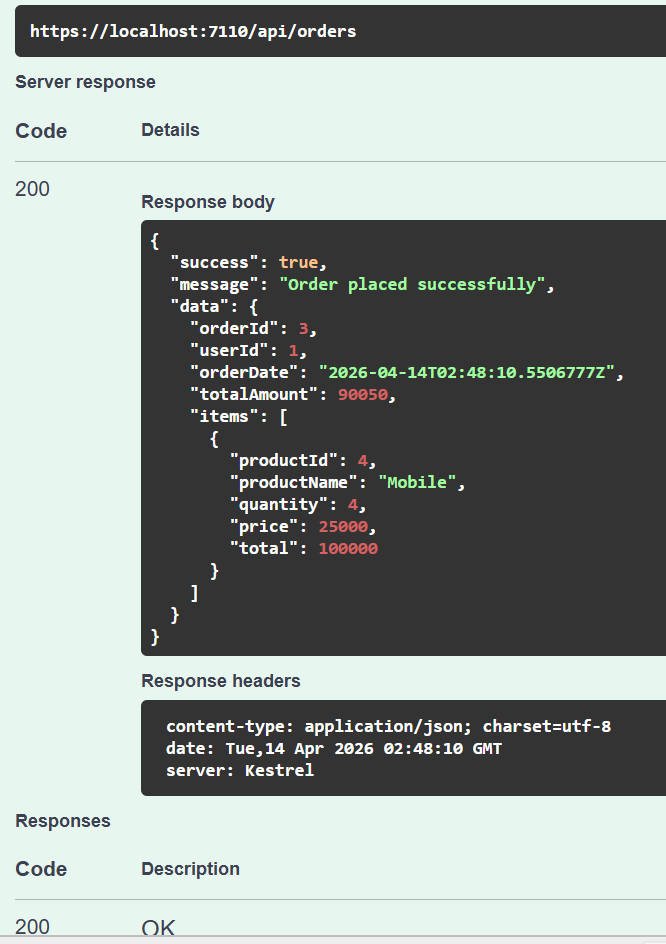 https://localhost:7110/api/orders
Server response
Code Details
200
Response body
{
  "success": true,
  "message": "Order placed successfully",
  "data": {
    "orderId": 3,
    "userId": 1,
    "orderDate": "2026-04-14T02:48:10.5506777Z",
    "totalAmount": 90050,
    "items": [
      {
        "productId": 4,
        "productName": "Mobile",
        "quantity": 4,
        "price": 25000,
        "total": 100000
      }
    ]
  }
}
Response headers
content-type: application/json; charset=utf-8
date: Tue,14 Apr 2026 02:48:10 GMT
server: Kestrel
Responses
Code Description
200 OK